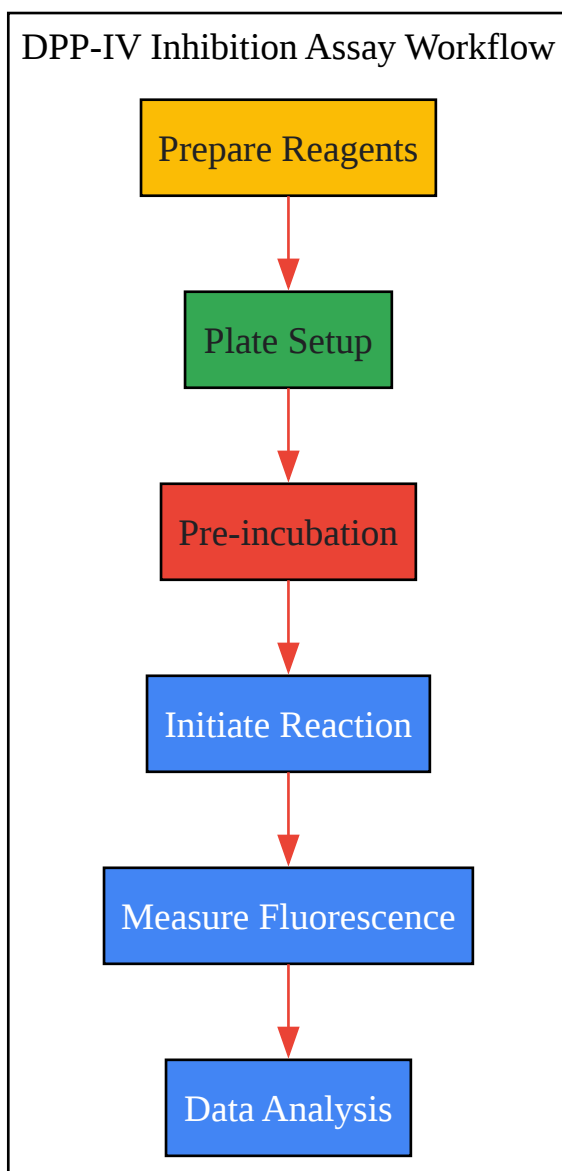 DPP-IV Inhibition Assay Workflow
Prepare Reagents
Plate Setup
Pre-incubation
Initiate Reaction
Measure Fluorescence
Data Analysis